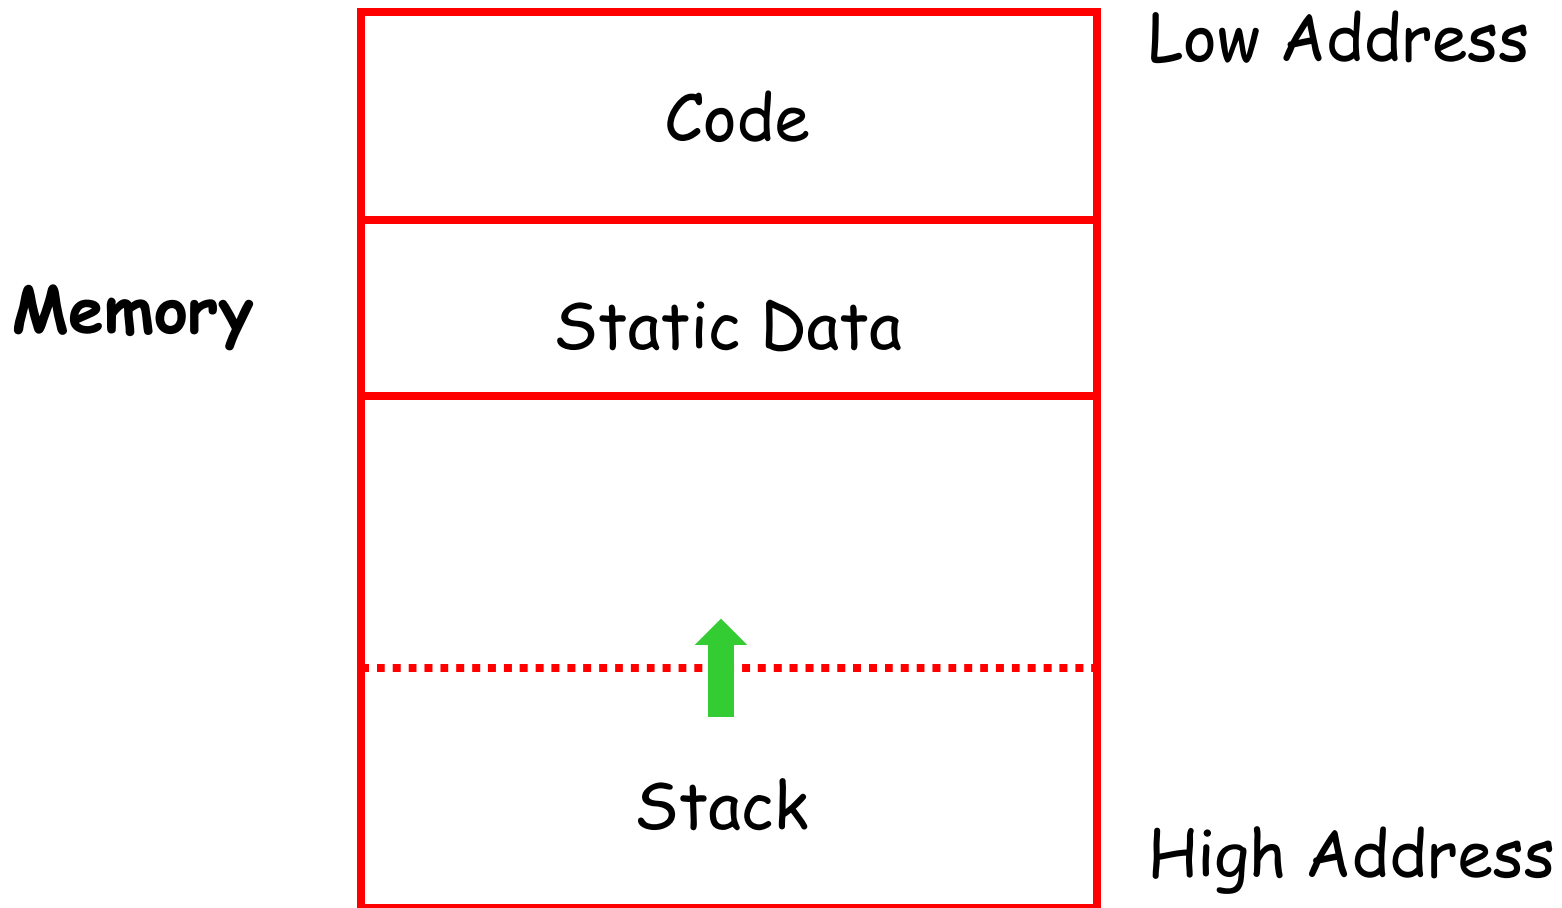 Low Address
Code
Memory
Static Data
Stack
High Address